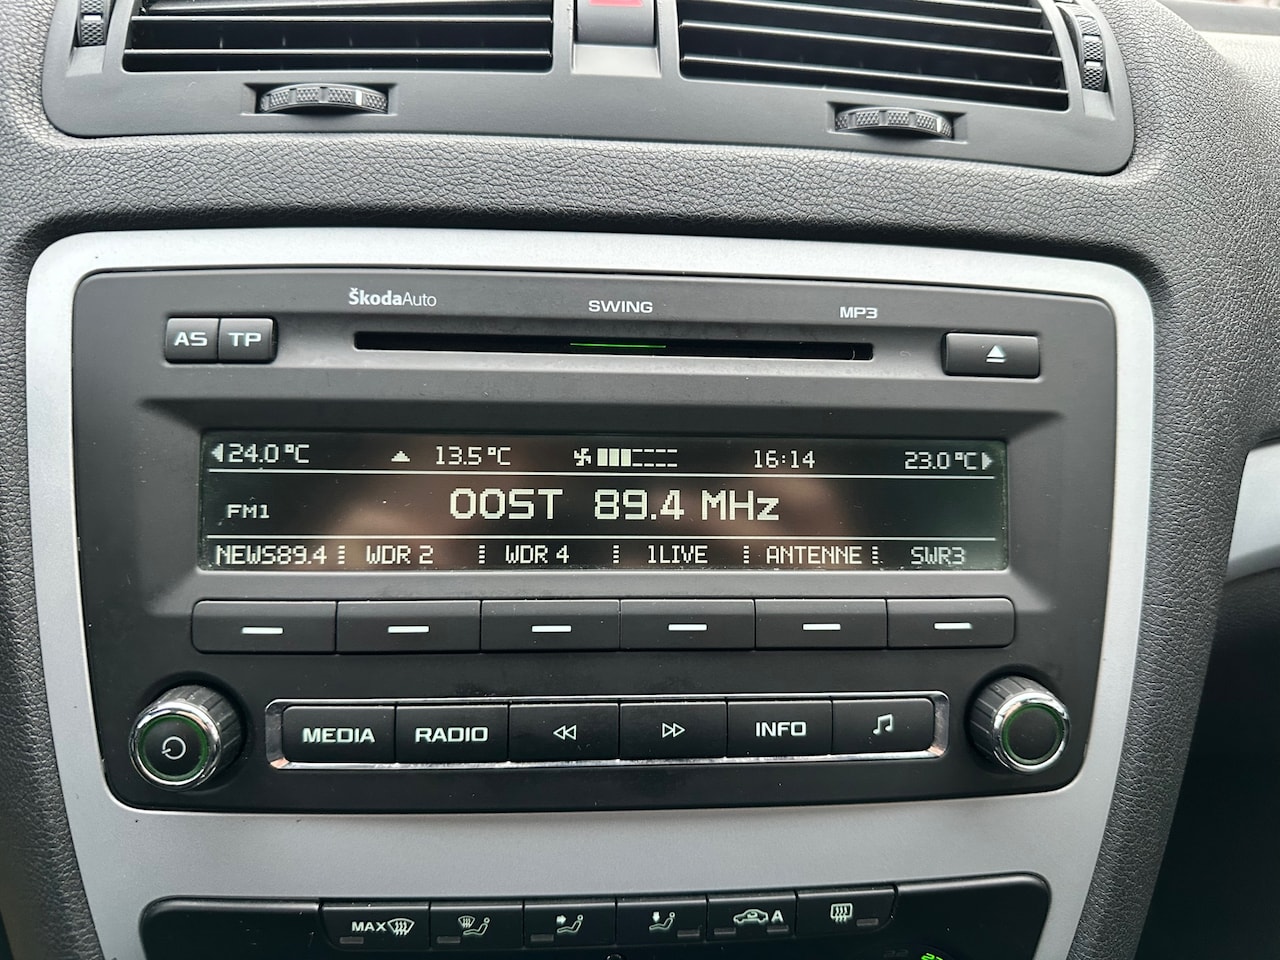 ŠkodaAuto SWING MP3
AS TP
24.0 °C 13.5 °C 16:14 23.0 °C
FM1 OOST 89.4 MHz
NEWS89.4 WDR 2 WDR 4 1LIVE ANTENNE SWR3
MEDIA RADIO INFO
MAX A